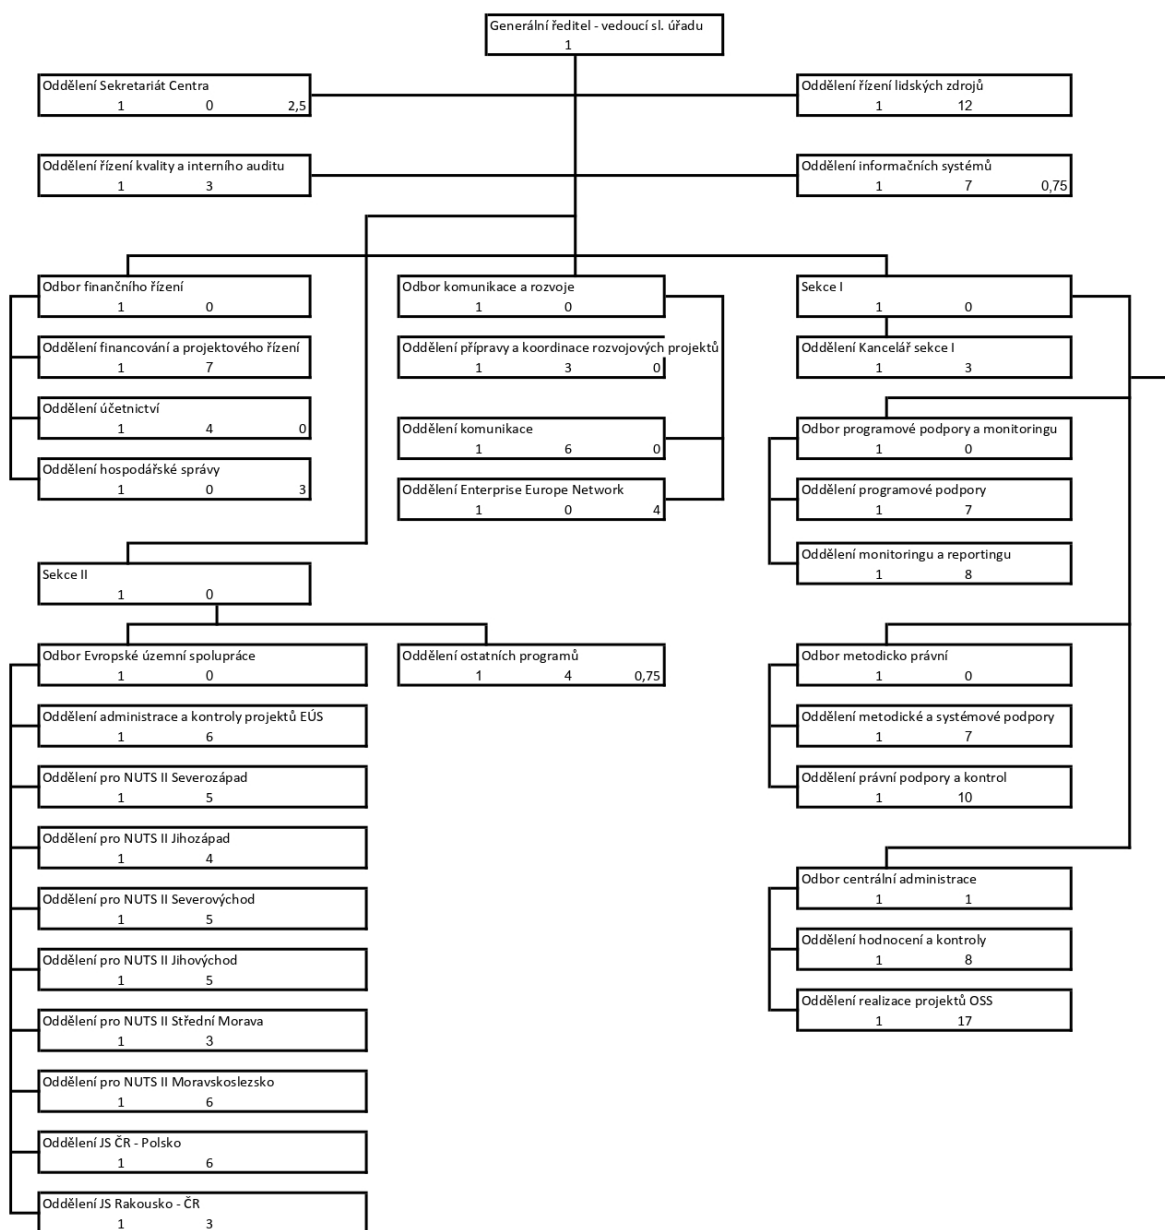 Generální ředitel - vedoucí sl. úřadu
1
Oddělení Sekretariát Centra
1 0 2,5
Oddělení řízení lidských zdrojů
1 12
Oddělení řízení kvality a interního auditu
1 3
Oddělení informačních systémů
1 7 0,75
Odbor finančního řízení
1 0
Oddělení financování a projektového řízení
1 7
Oddělení účetnictví
1 4 0
Oddělení hospodářské správy
1 0 3
Odbor komunikace a rozvoje
1 0
Oddělení přípravy a koordinace rozvojových projektů
1 3 0
Oddělení komunikace
1 6 0
Oddělení Enterprise Europe Network
1 0 4
Sekce I
1 0
Oddělení Kancelář sekce I
1 3
Odbor programové podpory a monitoringu
1 0
Oddělení programové podpory
1 7
Oddělení monitoringu a reportingu
1 8
Odbor metodicko právní
1 0
Oddělení metodické a systémové podpory
1 7
Oddělení právní podpory a kontrol
1 10
Odbor centrální administrace
1 1
Oddělení hodnocení a kontroly
1 8
Oddělení realizace projektů OSS
1 17
Sekce II
1 0
Odbor Evropské územní spolupráce
1 0
Oddělení administrace a kontroly projektů EÚS
1 6
Oddělení pro NUTS II Severozápad
1 5
Oddělení pro NUTS II Jihozápad
1 4
Oddělení pro NUTS II Severovýchod
1 5
Oddělení pro NUTS II Jihovýchod
1 5
Oddělení pro NUTS II Střední Morava
1 3
Oddělení pro NUTS II Moravskoslezsko
1 6
Oddělení JS ČR - Polsko
1 6
Oddělení JS Rakousko - ČR
1 3
Oddělení ostatních programů
1 4 0,75